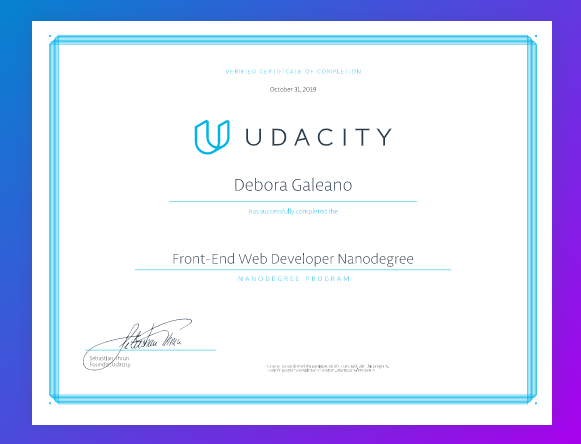 VERIFIED CERTIFICATE OF COMPLETION
October 31, 2019
UDACITY
Debora Galeano
Has successfully completed the
Front-End Web Developer Nanodegree
NANODEGREE PROGRAM
Sebastian Thrun
Founder, Udacity